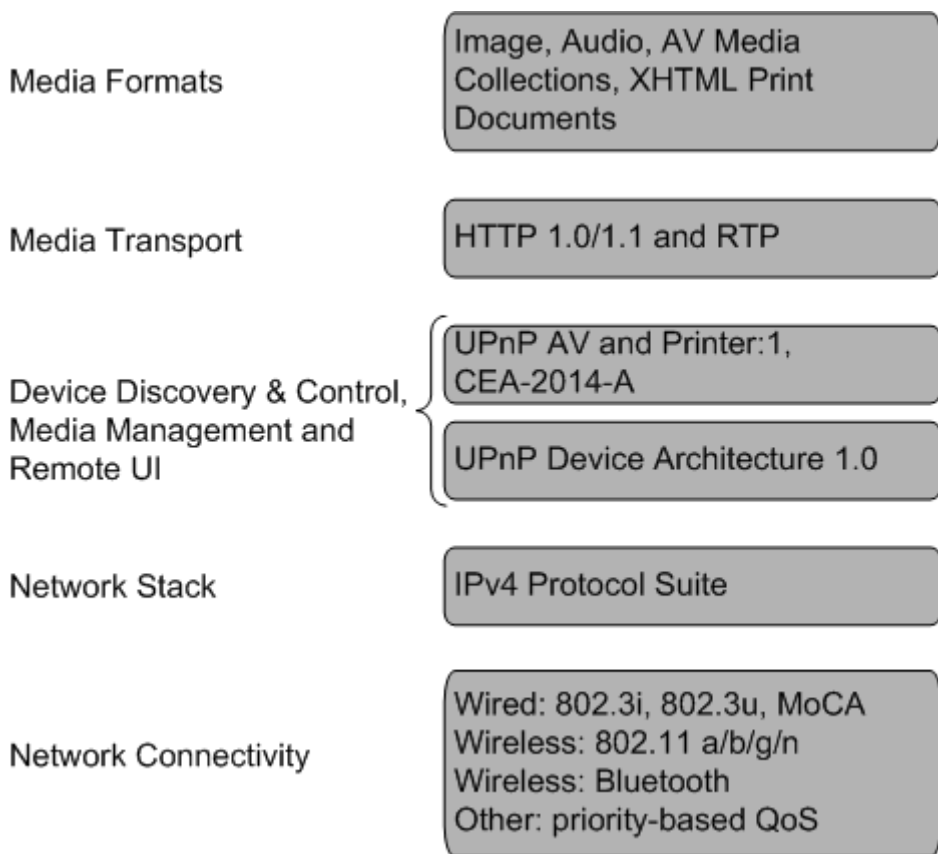 Media Formats
Image, Audio, AV Media
Collections, XHTML Print
Documents
Media Transport
HTTP 1.0/1.1 and RTP
Device Discovery & Control,
Media Management and
Remote UI
UPnP AV and Printer:1,
CEA-2014-A
UPnP Device Architecture 1.0
Network Stack
IPv4 Protocol Suite
Network Connectivity
Wired: 802.3i, 802.3u, MoCA
Wireless: 802.11 a/b/g/n
Wireless: Bluetooth
Other: priority-based QoS